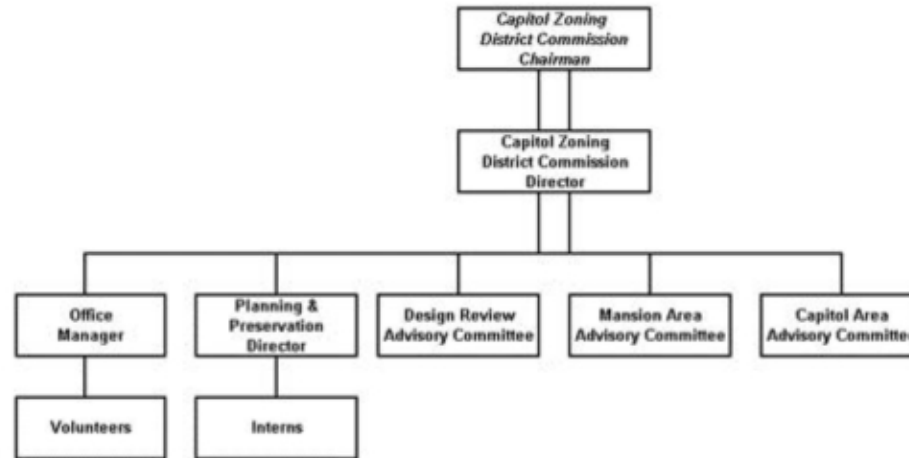 Capitol Zoning
District Commission
Chairman
Capitol Zoning
District Commission
Director
Office
Manager
Planning &
Preservation
Director
Design Review
Advisory Committee
Mansion Area
Advisory Committee
Capitol Area
Advisory Committee
Volunteers
Interns